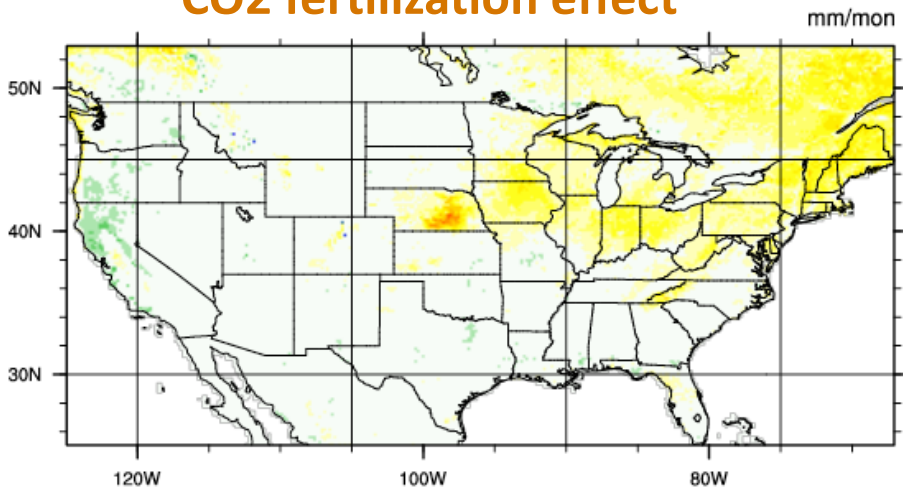 CO2 fertilization effect
mm/mon
50N
40N
30N
120W
100W
80W